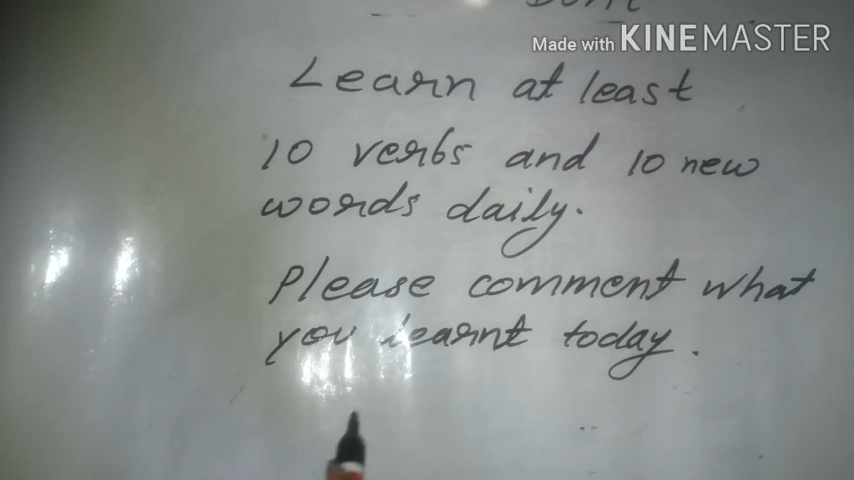 Made with KINEMASTER
Learn at least
10 verbs and 10 new
words daily.
Please comment what
you learnt today.